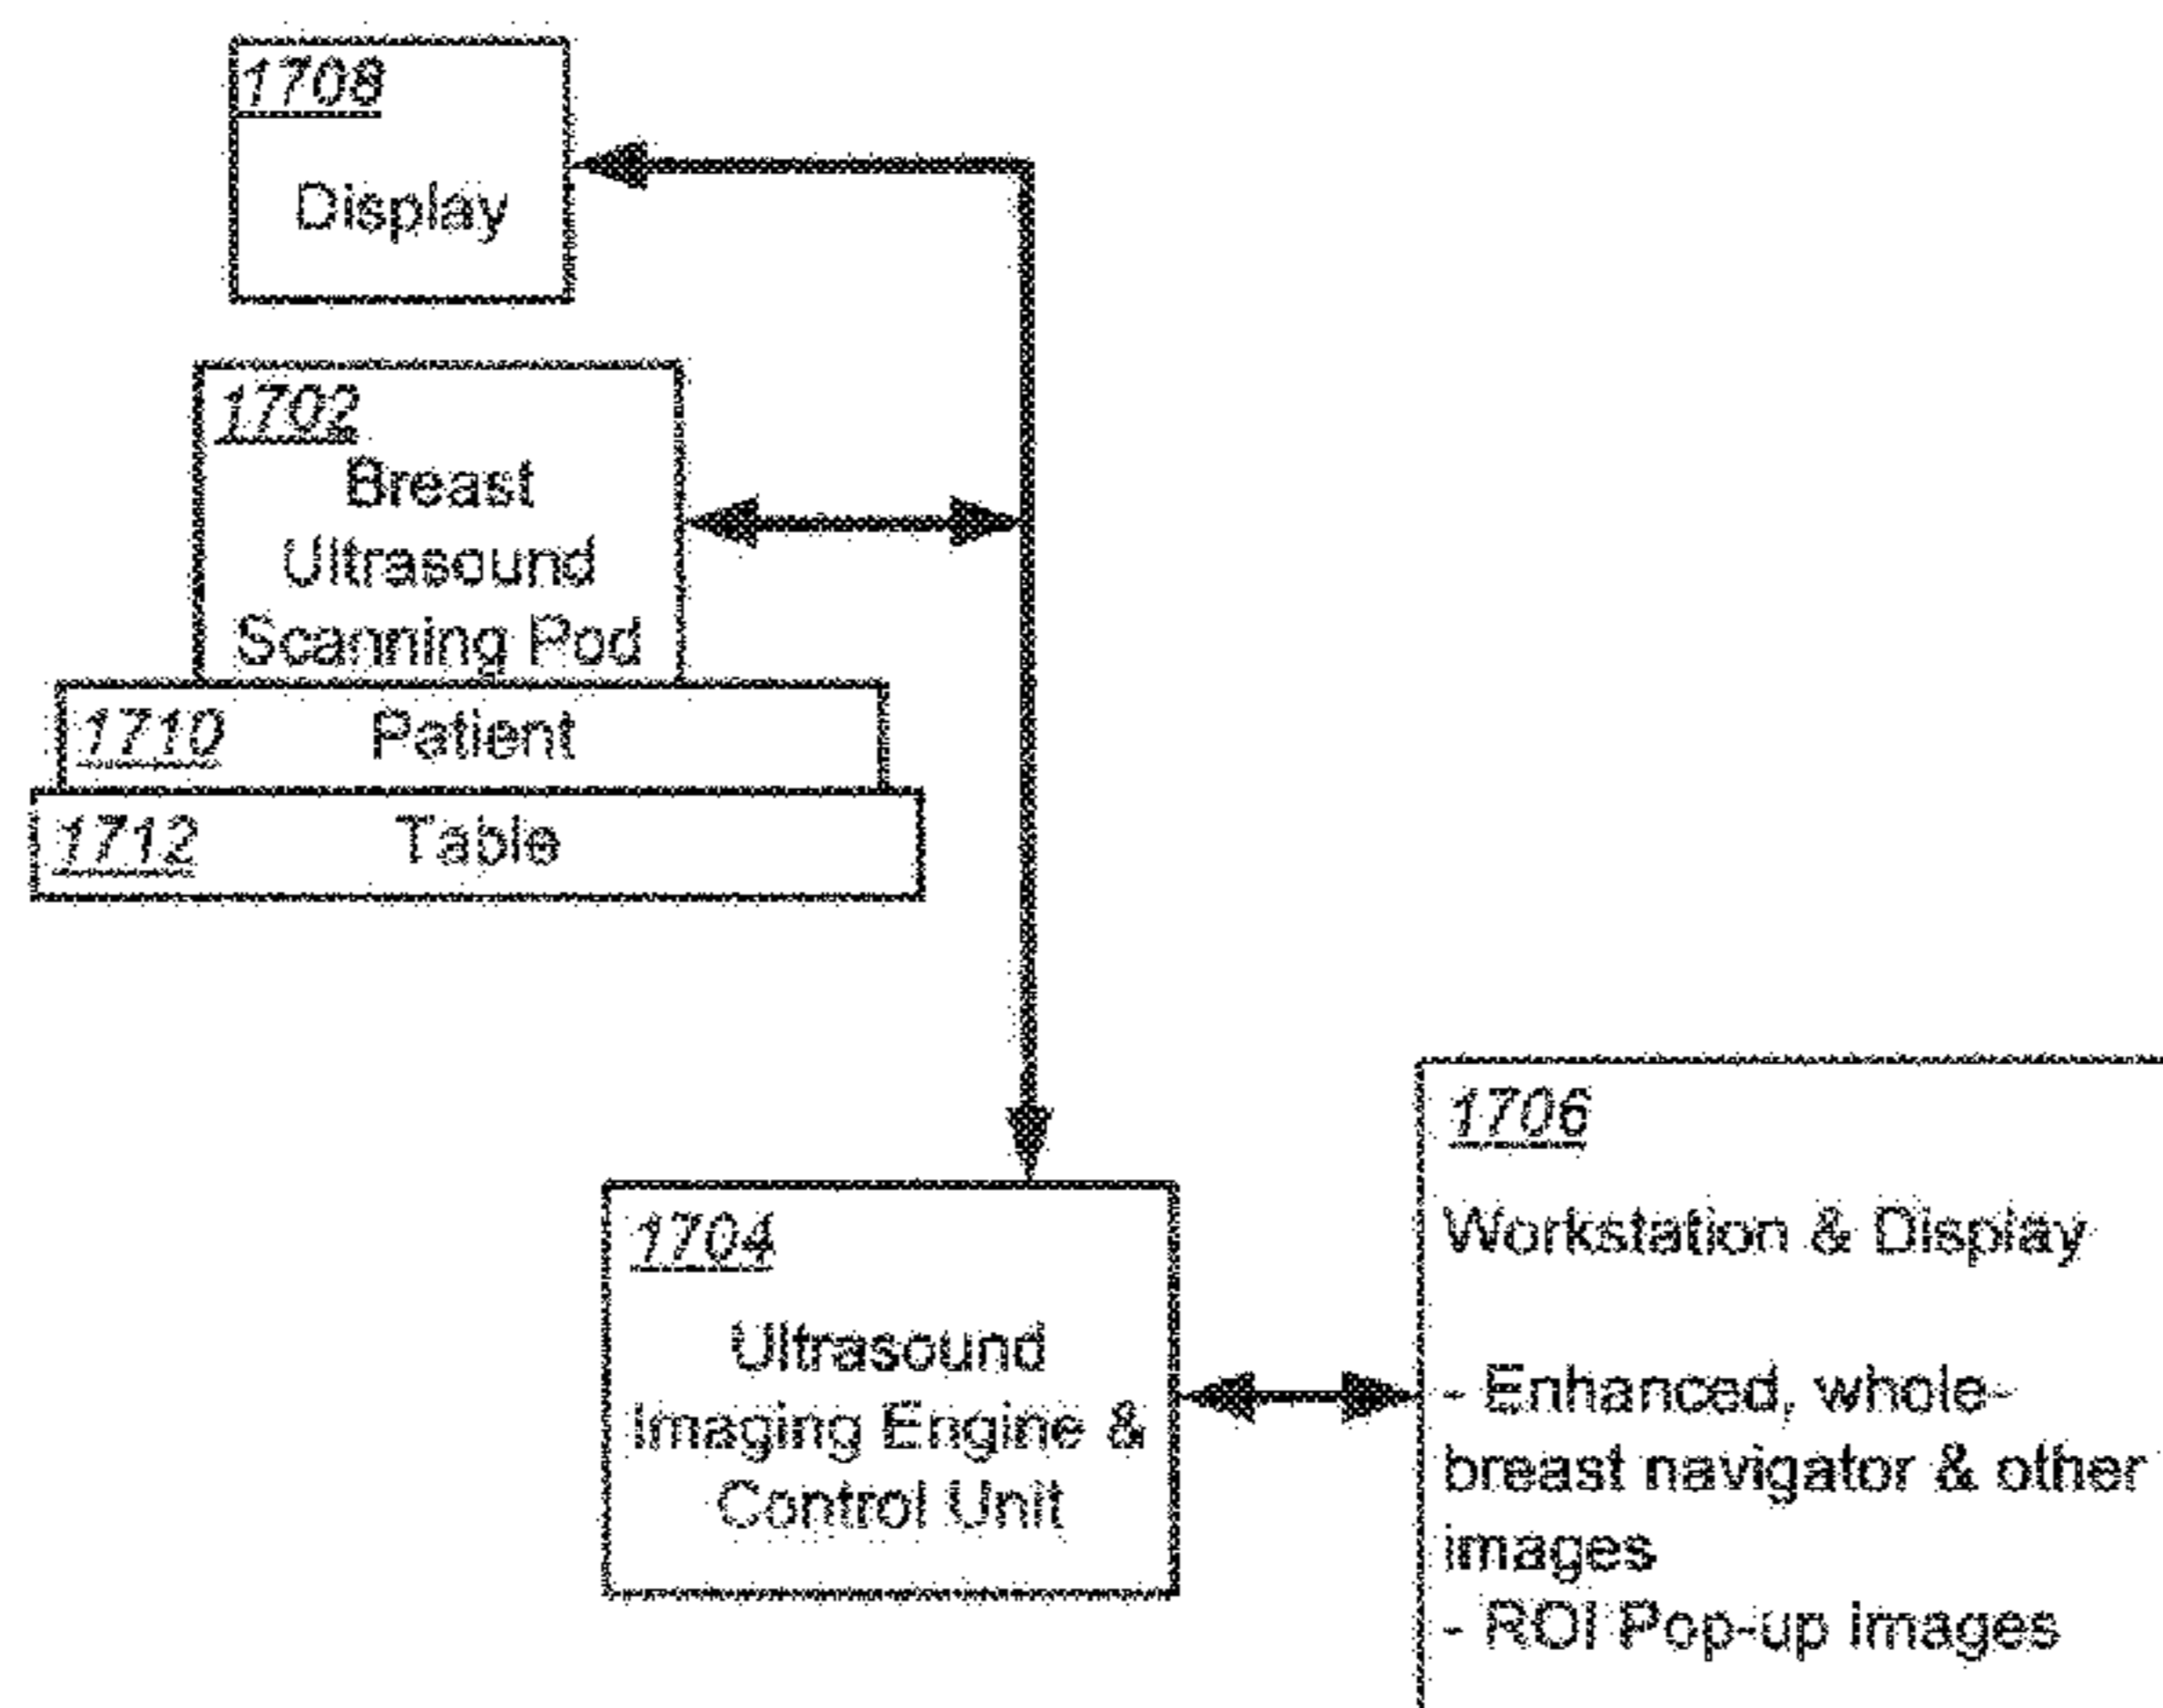 1708
Display
1702
Breast
Ultrasound
Scanning Pod
1710 Patient
1712 Table
1704
Ultrasound
Imaging Engine &
Control Unit
1706
Workstation & Display
- Enhanced, whole-
breast navigator & other
images
- ROI Pop-up images